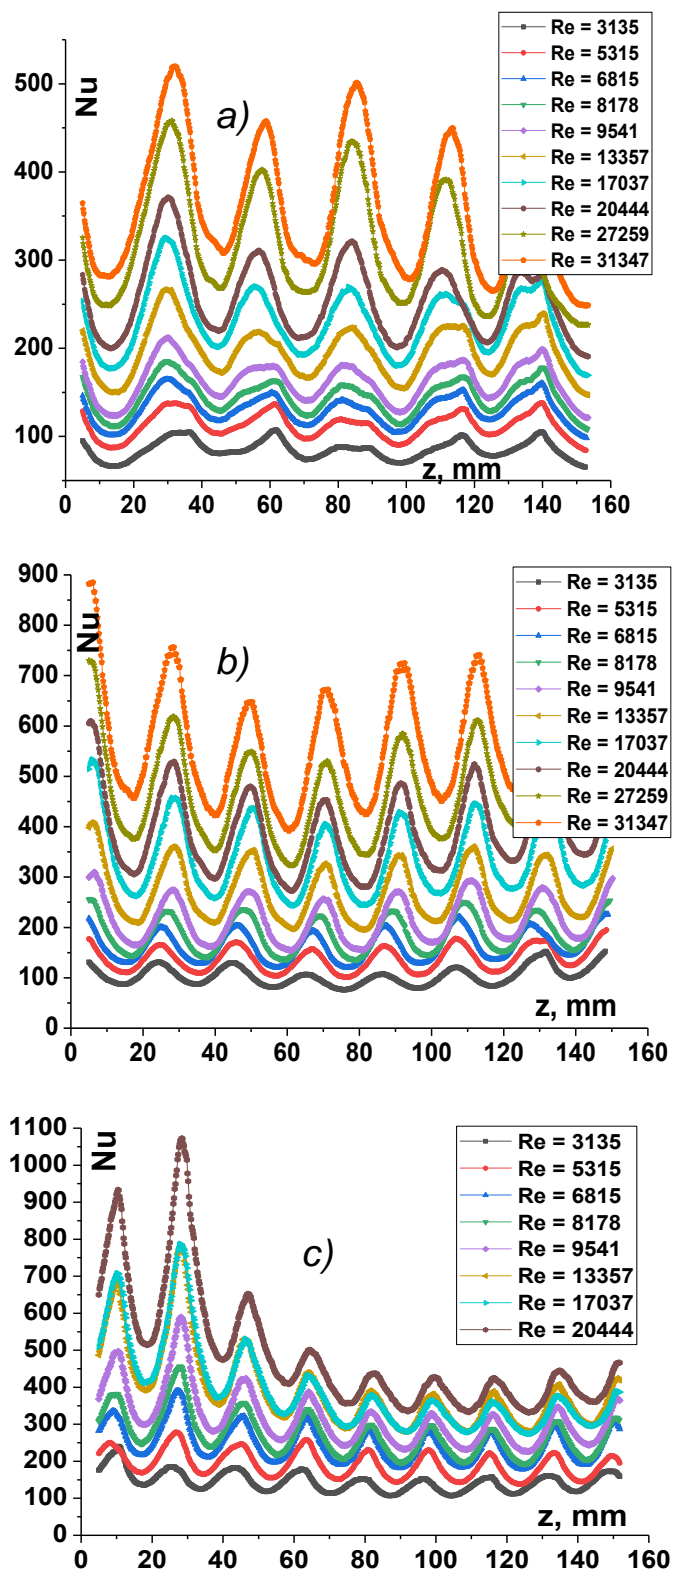 Nu
a)
Re = 3135
Re = 5315
Re = 6815
Re = 8178
Re = 9541
Re = 13357
Re = 17037
Re = 20444
Re = 27259
Re = 31347
500
400
300
200
100
z, mm
0 20 40 60 80 100 120 140 160
900
800
700
600
500
400
300
200
100
0
Nu
b)
Re = 3135
Re = 5315
Re = 6815
Re = 8178
Re = 9541
Re = 13357
Re = 17037
Re = 20444
Re = 27259
Re = 31347
z, mm
0 20 40 60 80 100 120 140 160
1100
1000
900
800
700
600
500
400
300
200
100
0
Nu
c)
Re = 3135
Re = 5315
Re = 6815
Re = 8178
Re = 9541
Re = 13357
Re = 17037
Re = 20444
z, mm
0 20 40 60 80 100 120 140 160